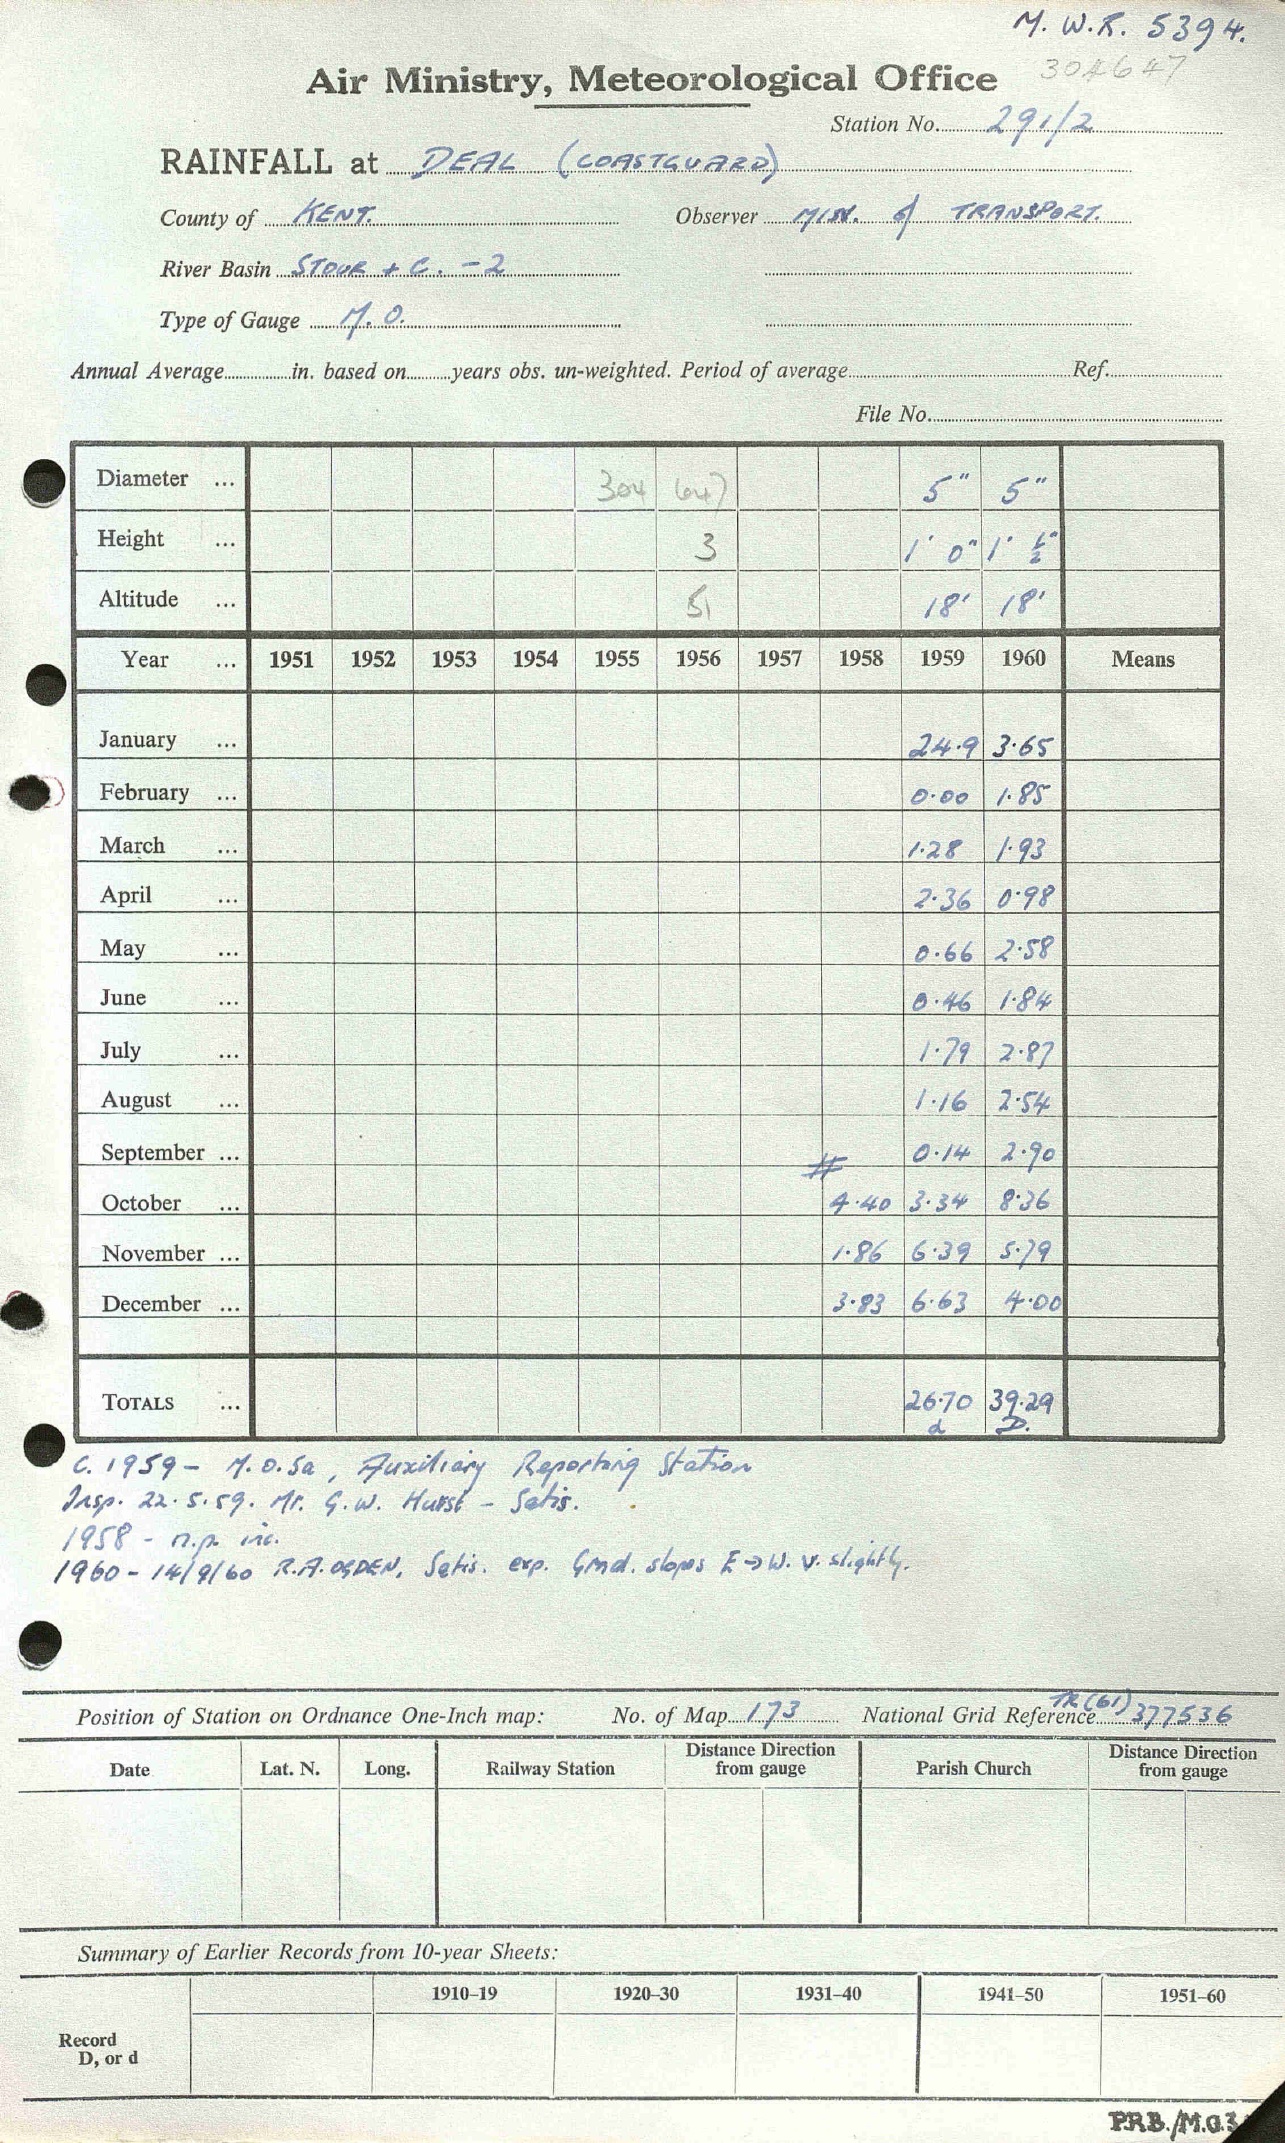 M. W. R. 5394.
304647
Air Ministry, Meteorological Office
Station No. 291/2
RAINFALL at DEAL (COASTGUARD)
County of KENT. Observer MIN. of TRANSPORT.
River Basin STOUR + C. -2
Type of Gauge M.O.
Annual Average in. based on years obs. un-weighted. Period of average Ref.
File No.
Diameter ... 304 647 5" 5"
Height ... 3 1' 0" 1' ½"
Altitude ... 51 18' 18'
Year ... 1951 1952 1953 1954 1955 1956 1957 1958 1959 1960 Means
January ... 24.9 3.65
February ... 0.00 1.85
March ... 1.28 1.93
April ... 2.36 0.98
May ... 0.66 2.58
June ... 0.46 1.84
July ... 1.79 2.87
August ... 1.16 2.54
September ... 0.14 2.90
October ... # 4.40 3.34 8.36
November ... 1.86 6.39 5.79
December ... 3.83 6.63 4.00
TOTALS ... 26.70 39.29
d D.
C. 1959 - M.O.5a, Auxiliary Reporting Station
Insp. 22.5.59. Mr. G.W. Hurst - Satis.
1958 - n.p. inc.
1960 - 14/9/60 R.A. OGDEN. Satis. exp. Grnd. slopes E→W. v. slightly.
Position of Station on Ordnance One-Inch map: No. of Map 173 National Grid Reference TR(61) 377536
Date Lat. N. Long. Railway Station Distance Direction from gauge Parish Church Distance Direction from gauge
Summary of Earlier Records from 10-year Sheets:
1910–19 1920–30 1931–40 1941–50 1951–60
Record
D, or d
P.R.B./M.O.3